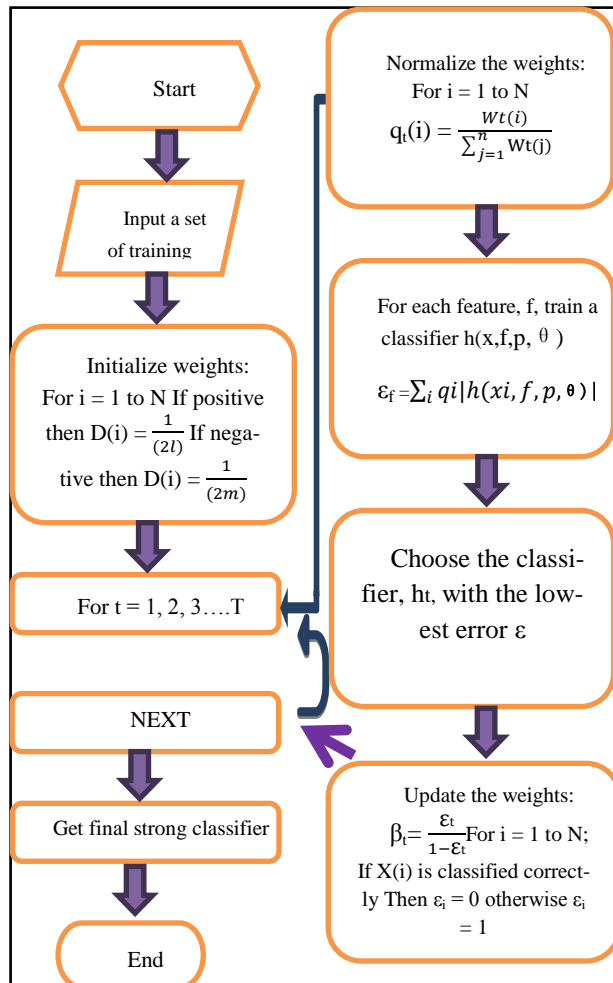 Start
Input a set
of training
Initialize weights:
For i = 1 to N If positive
then D(i) = 1/(2l) If nega-
tive then D(i) = 1/(2m)
For t = 1, 2, 3….T
NEXT
Get final strong classifier
End
Normalize the weights:
For i = 1 to N
qₜ(i) = Wt(i)/∑ⁿⱼ₌₁ Wt(j)
For each feature, f, train a
classifier h(x,f,p, θ)
ε_f =∑ᵢ qi|h(xi, f, p, θ)|
Choose the classi-
fier, hₜ, with the low-
est error ε
Update the weights:
βₜ= εₜ/1−εₜ For i = 1 to N;
If X(i) is classified correct-
ly Then εᵢ = 0 otherwise εᵢ
= 1